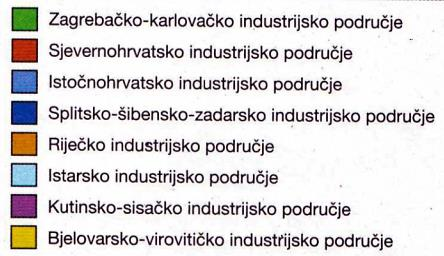 Zagrebačko-karlovačko industrijsko područje
Sjevernohrvatsko industrijsko područje
Istočnohrvatsko industrijsko područje
Splitsko-šibensko-zadarsko industrijsko područje
Riječko industrijsko područje
Istarsko industrijsko područje
Kutinsko-sisačko industrijsko područje
Bjelovarsko-virovitičko industrijsko područje